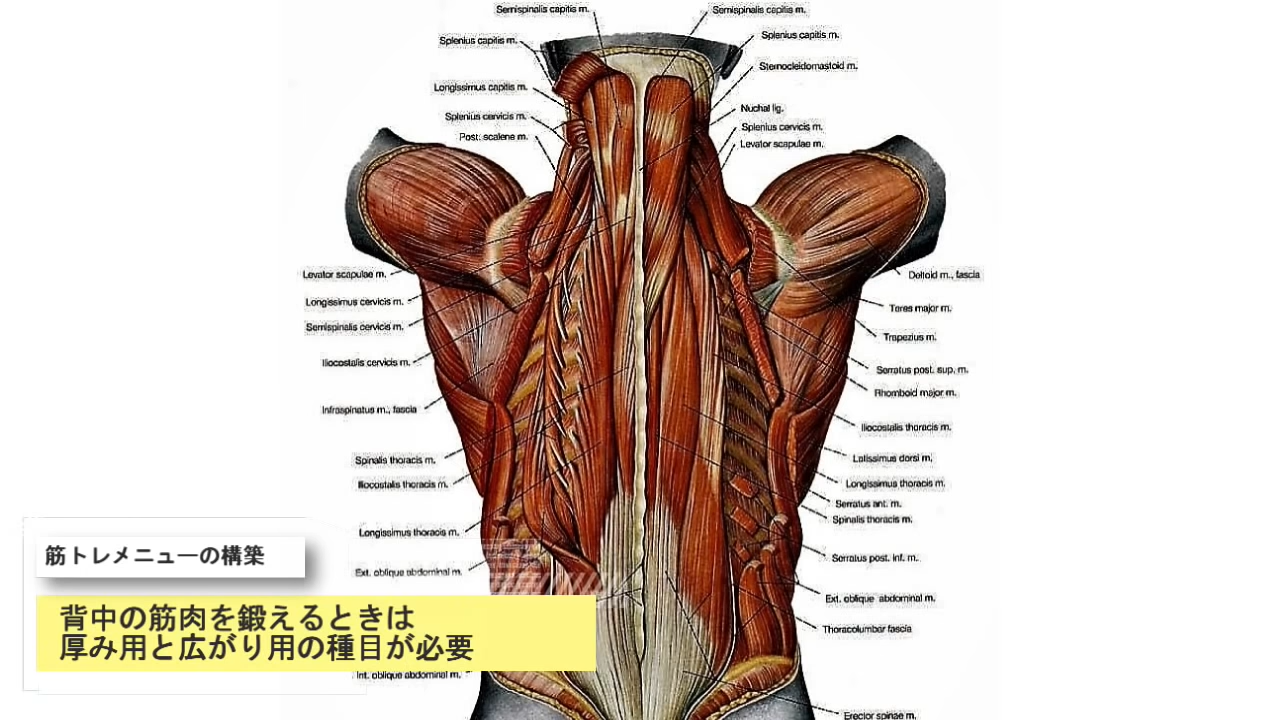 Semispinalis capitis m.
Splenius capitis m.
Longissimus capitis m.
Splenius cervicis m.
Post. scalene m.
Semispinalis capitis m.
Splenius capitis m.
Sternocleidomastoid m.
Nuchal lig.
Splenius cervicis m.
Levator scapulae m.
Levator scapulae m.
Longissimus cervicis m.
Semispinalis cervicis m.
Iliocostalis cervicis m.
Infraspinatus m., fascia
Spinalis thoracis m.
Iliocostalis thoracis m.
Longissimus thoracis m.
Ext. oblique abdominal m.
Deltoid m., fascia
Teres major m.
Trapezius m.
Serratus post. sup. m.
Rhomboid major m.
Iliocostalis thoracis m.
Latissimus dorsi m.
Longissimus thoracis m.
Serratus ant. m.
Spinalis thoracis m.
Serratus post. inf. m.
Ext. oblique abdominal m.
Thoracolumbar fascia
Erector spinae m.
筋トレメニューの構築
背中の筋肉を鍛えるときは
厚み用と広がり用の種目が必要
Int. oblique abdominal m.